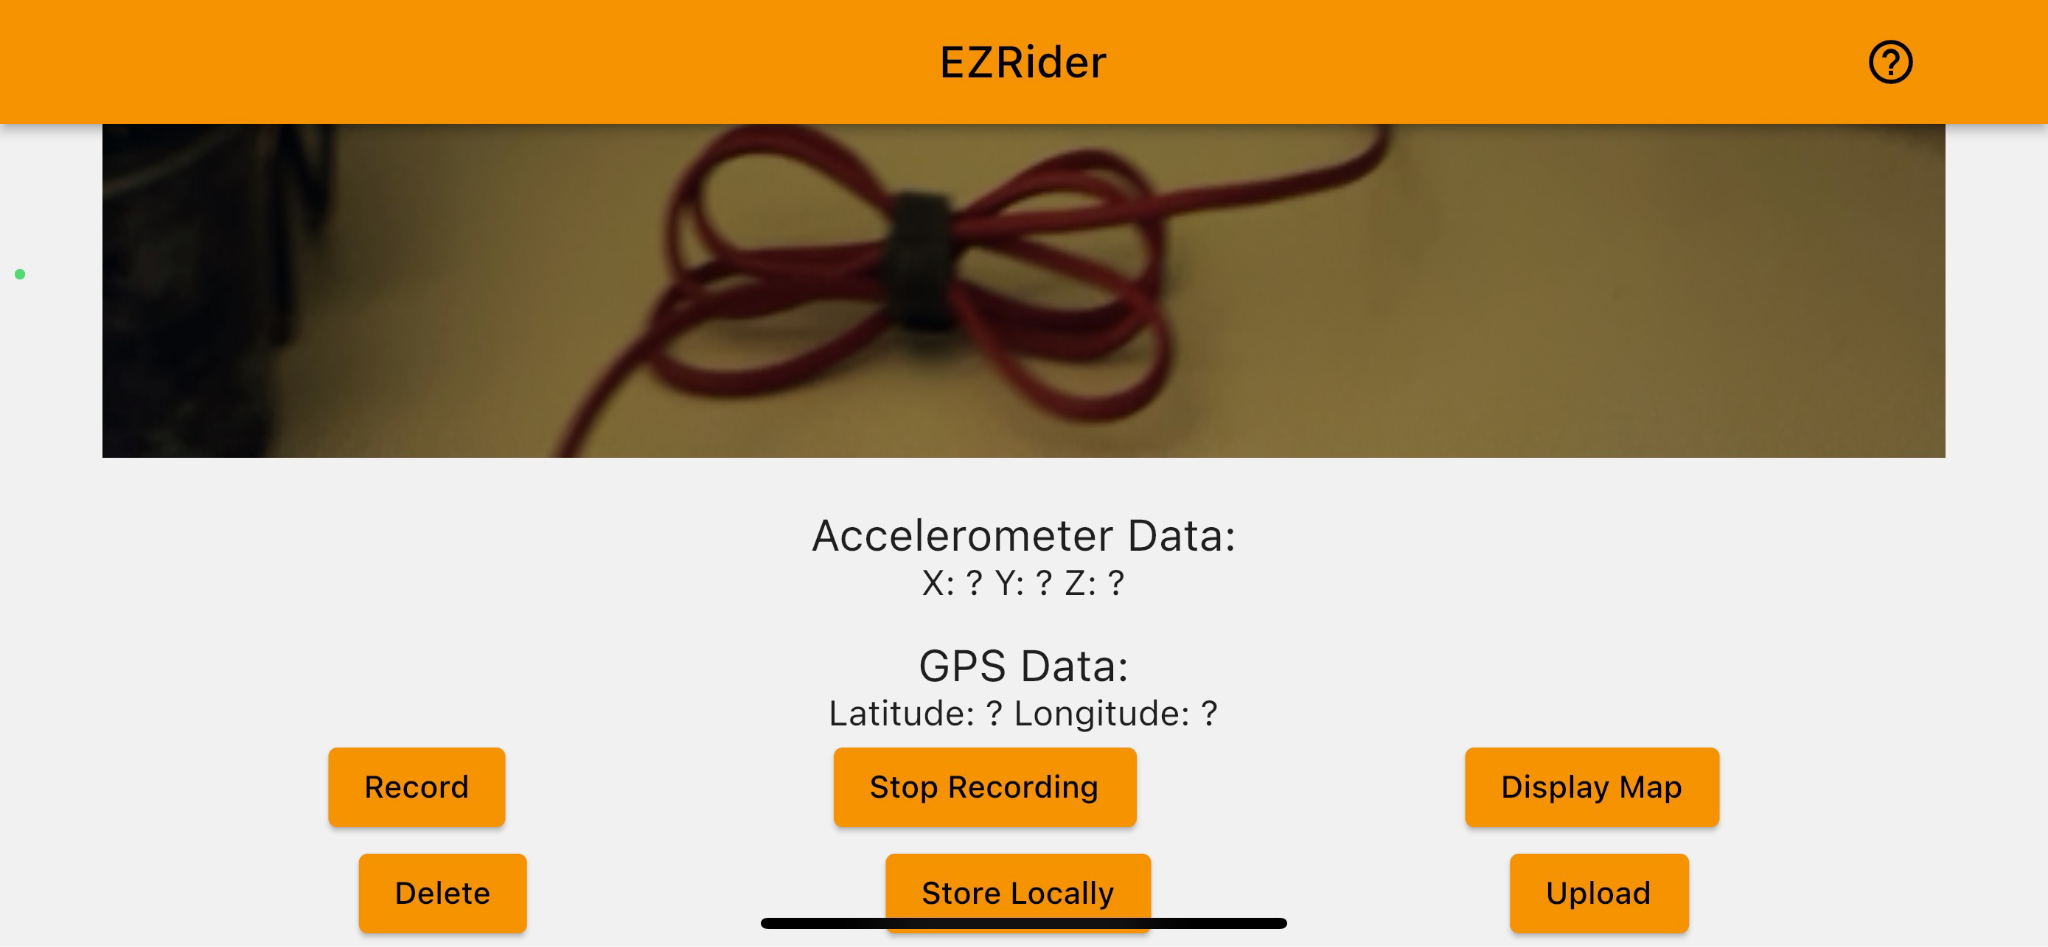 EZRider
Accelerometer Data:
X: ? Y: ? Z: ?
GPS Data:
Latitude: ? Longitude: ?
Record
Stop Recording
Display Map
Delete
Store Locally
Upload